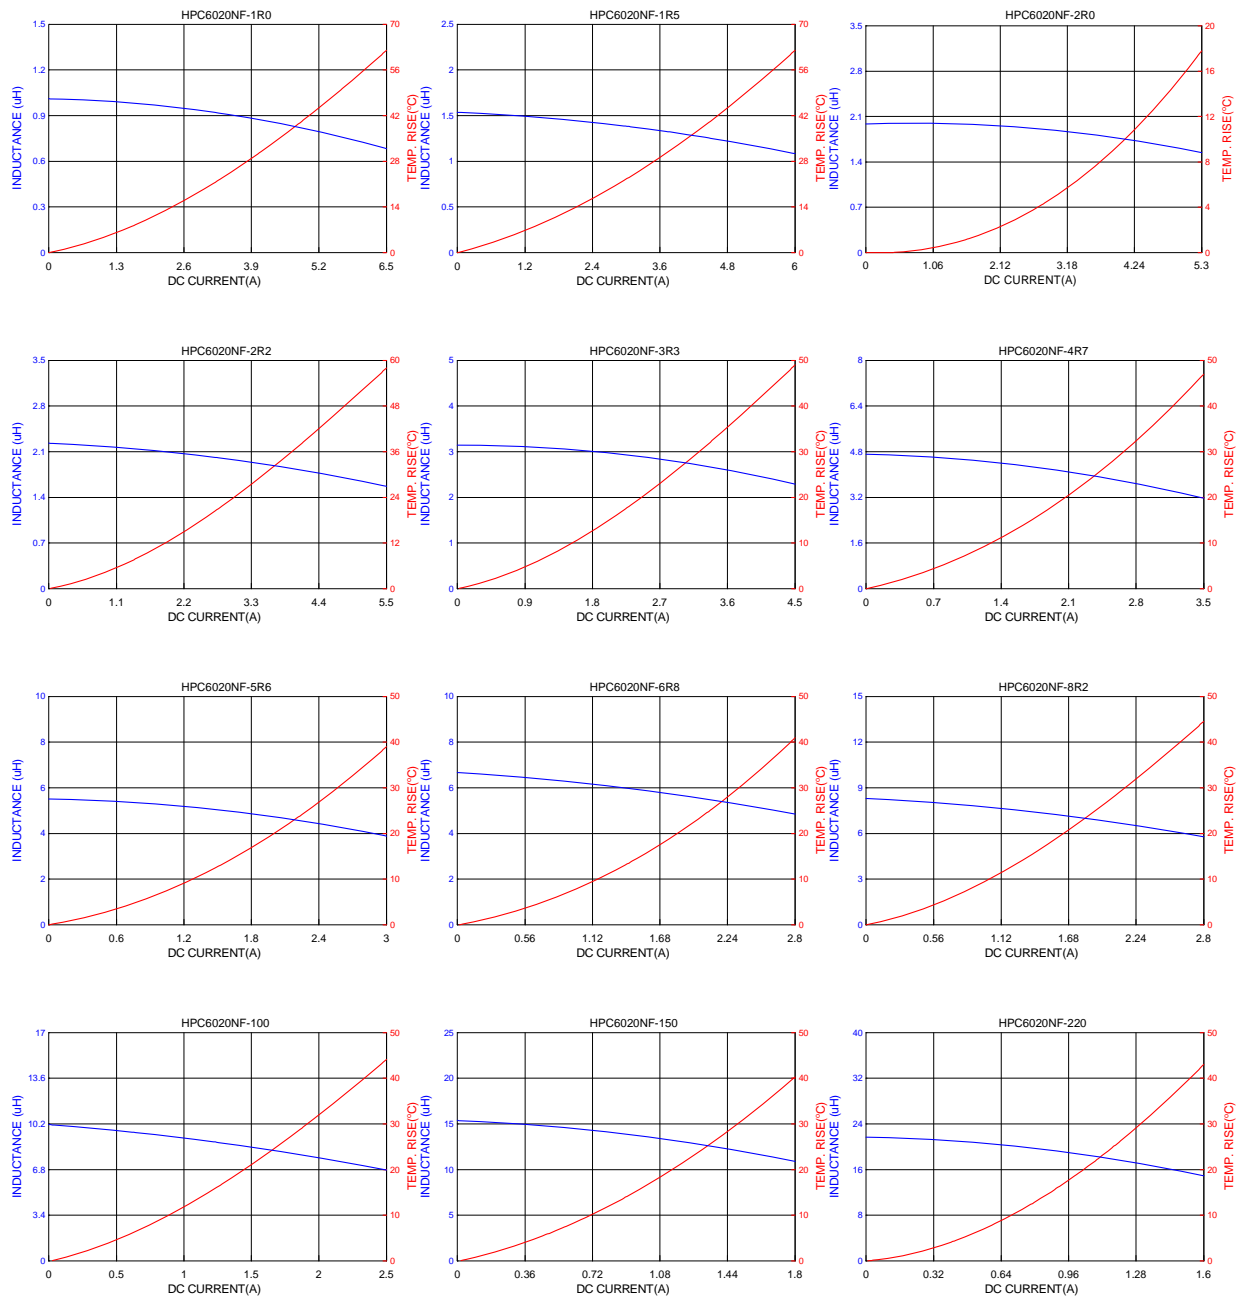 HPC6020NF-1R0
1.5
1.2
0.9
0.6
0.3
0
INDUCTANCE (uH)
70
56
42
28
14
0
TEMP. RISE(°C)
0 1.3 2.6 3.9 5.2 6.5
DC CURRENT(A)
HPC6020NF-1R5
2.5
2
1.5
1
0.5
0
INDUCTANCE (uH)
70
56
42
28
14
0
TEMP. RISE(°C)
0 1.2 2.4 3.6 4.8 6
DC CURRENT(A)
HPC6020NF-2R0
3.5
2.8
2.1
1.4
0.7
0
INDUCTANCE (uH)
20
16
12
8
4
0
TEMP. RISE(°C)
0 1.06 2.12 3.18 4.24 5.3
DC CURRENT(A)
HPC6020NF-2R2
3.5
2.8
2.1
1.4
0.7
0
INDUCTANCE (uH)
60
48
36
24
12
0
TEMP. RISE(°C)
0 1.1 2.2 3.3 4.4 5.5
DC CURRENT(A)
HPC6020NF-3R3
5
4
3
2
1
0
INDUCTANCE (uH)
50
40
30
20
10
0
TEMP. RISE(°C)
0 0.9 1.8 2.7 3.6 4.5
DC CURRENT(A)
HPC6020NF-4R7
8
6.4
4.8
3.2
1.6
0
INDUCTANCE (uH)
50
40
30
20
10
0
TEMP. RISE(°C)
0 0.7 1.4 2.1 2.8 3.5
DC CURRENT(A)
HPC6020NF-5R6
10
8
6
4
2
0
INDUCTANCE (uH)
50
40
30
20
10
0
TEMP. RISE(°C)
0 0.6 1.2 1.8 2.4 3
DC CURRENT(A)
HPC6020NF-6R8
10
8
6
4
2
0
INDUCTANCE (uH)
50
40
30
20
10
0
TEMP. RISE(°C)
0 0.56 1.12 1.68 2.24 2.8
DC CURRENT(A)
HPC6020NF-8R2
15
12
9
6
3
0
INDUCTANCE (uH)
50
40
30
20
10
0
TEMP. RISE(°C)
0 0.56 1.12 1.68 2.24 2.8
DC CURRENT(A)
HPC6020NF-100
17
13.6
10.2
6.8
3.4
0
INDUCTANCE (uH)
50
40
30
20
10
0
TEMP. RISE(°C)
0 0.5 1 1.5 2 2.5
DC CURRENT(A)
HPC6020NF-150
25
20
15
10
5
0
INDUCTANCE (uH)
50
40
30
20
10
0
TEMP. RISE(°C)
0 0.36 0.72 1.08 1.44 1.8
DC CURRENT(A)
HPC6020NF-220
40
32
24
16
8
0
INDUCTANCE (uH)
50
40
30
20
10
0
TEMP. RISE(°C)
0 0.32 0.64 0.96 1.28 1.6
DC CURRENT(A)